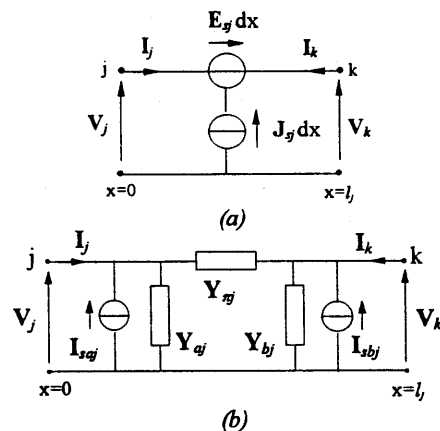 E_sj dx
I_j I_k
j k
V_j J_sj dx V_k
x=0 x=l_j
(a)
I_j I_k
j k
Y_sj
V_j I_saj Y_aj Y_bj I_sbj V_k
x=0 x=l_j
(b)